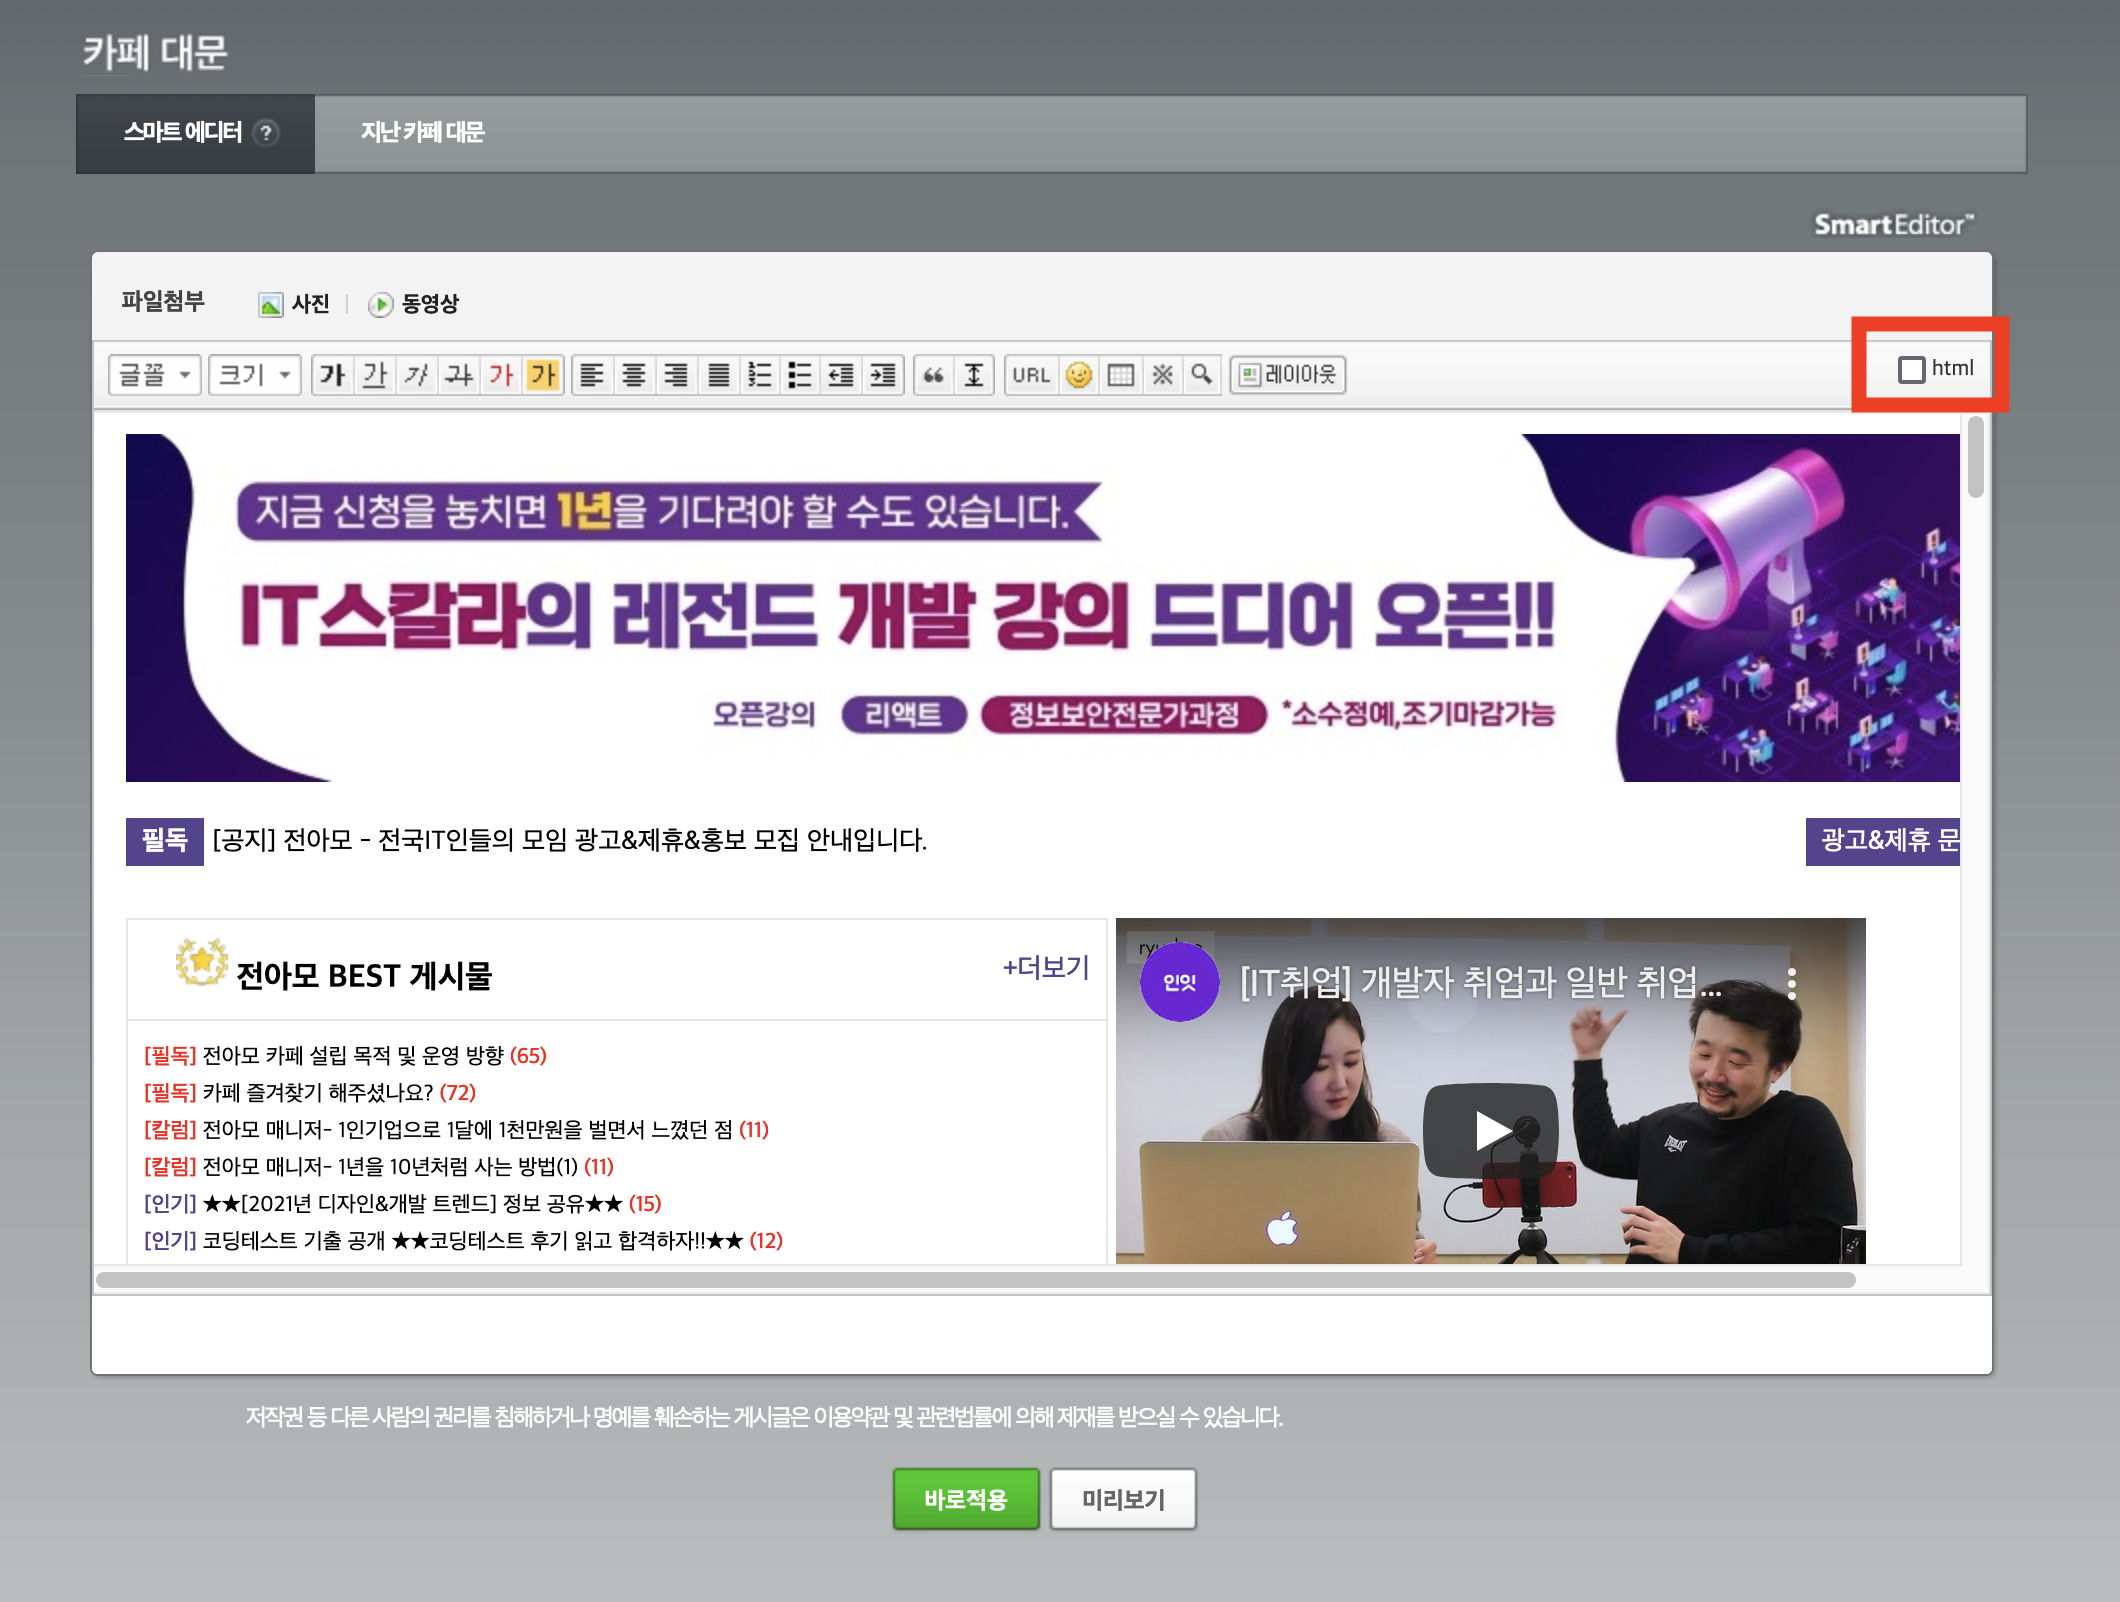 카페 대문
스마트 에디터 ?
지난 카페 대문
SmartEditor™
파일첨부 사진 동영상
글꼴 크기 가 가 가 가 가 가 URL ※ 레이아웃 html
지금 신청을 놓치면 1년을 기다려야 할 수도 있습니다.
IT스칼라의 레전드 개발 강의 드디어 오픈!!
오픈강의 리액트 정보보안전문가과정 *소수정예,조기마감가능
필독 [공지] 전아모 - 전국IT인들의 모임 광고&제휴&홍보 모집 안내입니다.
광고&제휴 문
전아모 BEST 게시물 +더보기
[필독] 전아모 카페 설립 목적 및 운영 방향 (65)
[필독] 카페 즐겨찾기 해주셨나요? (72)
[칼럼] 전아모 매니저- 1인기업으로 1달에 1천만원을 벌면서 느꼈던 점 (11)
[칼럼] 전아모 매니저- 1년을 10년처럼 사는 방법(1) (11)
[인기] ★★[2021년 디자인&개발 트렌드] 정보 공유★★ (15)
[인기] 코딩테스트 기출 공개 ★★코딩테스트 후기 읽고 합격하자!!★★ (12)
인잇 [IT취업] 개발자 취업과 일반 취업...
저작권 등 다른 사람의 권리를 침해하거나 명예를 훼손하는 게시글은 이용약관 및 관련법률에 의해 제재를 받으실 수 있습니다.
바로적용
미리보기